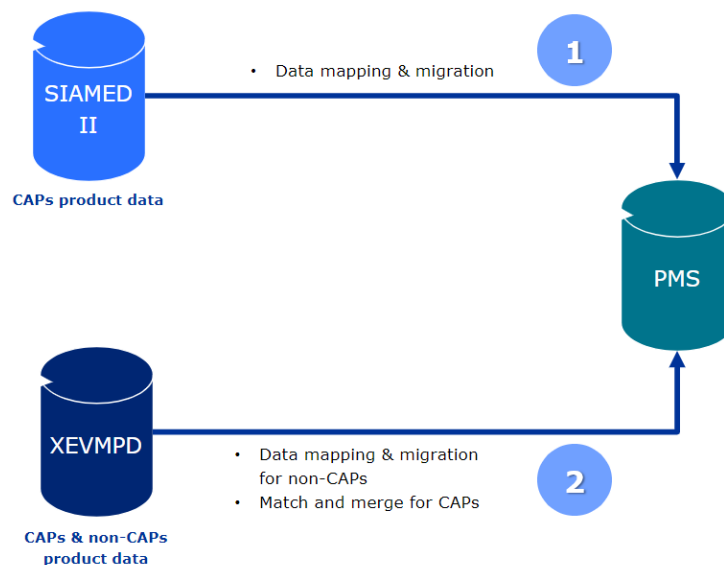 • Data mapping & migration
1
SIAMED
II
CAPs product data
PMS
XEVMPD
• Data mapping & migration
for non-CAPs
• Match and merge for CAPs
2
CAPs & non-CAPs
product data